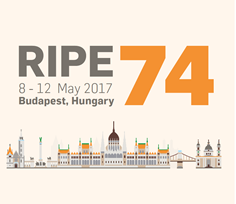 RIPE 74
8 - 12 May 2017
Budapest, Hungary